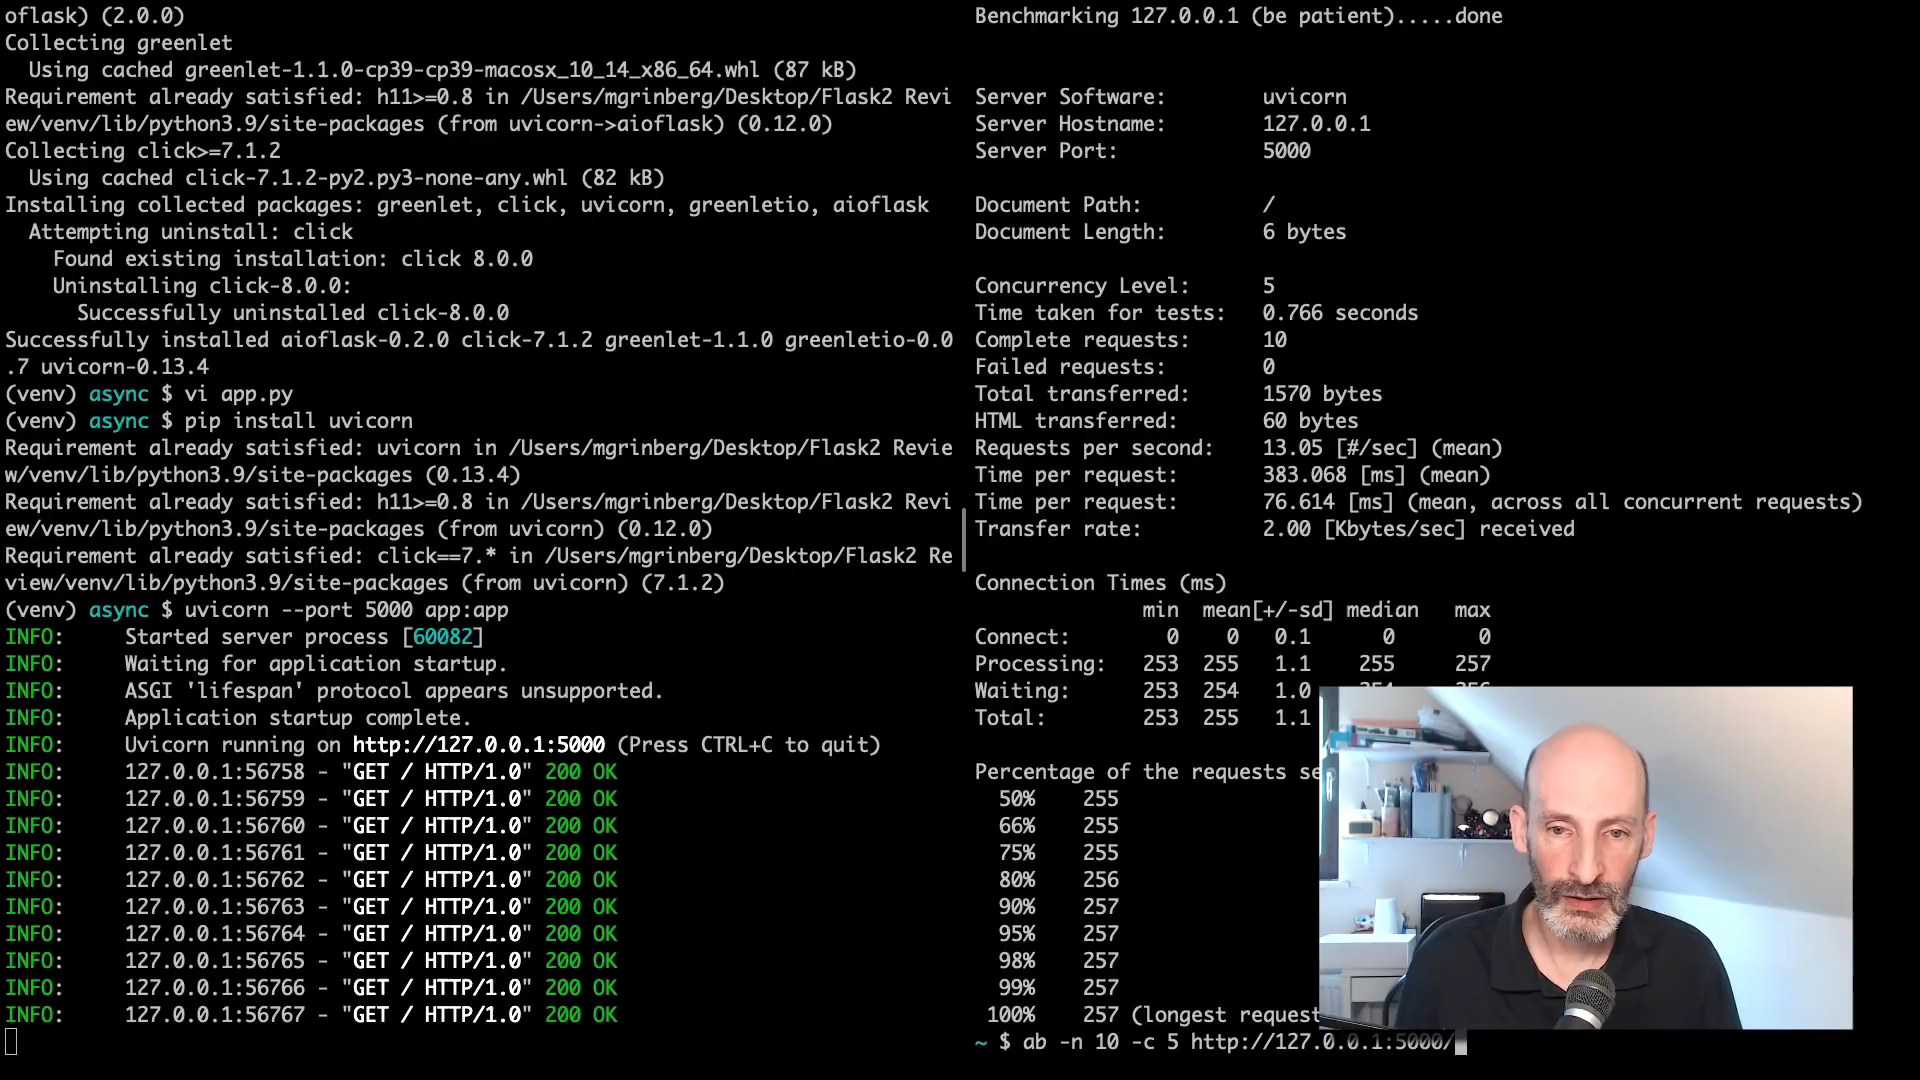 oflask) (2.0.0)
Collecting greenlet
Using cached greenlet-1.1.0-cp39-cp39-macosx_10_14_x86_64.whl (87 kB)
Requirement already satisfied: h11>=0.8 in /Users/mgrinberg/Desktop/Flask2 Revi
ew/venv/lib/python3.9/site-packages (from uvicorn->aioflask) (0.12.0)
Collecting click>=7.1.2
Using cached click-7.1.2-py2.py3-none-any.whl (82 kB)
Installing collected packages: greenlet, click, uvicorn, greenletio, aioflask
Attempting uninstall: click
Found existing installation: click 8.0.0
Uninstalling click-8.0.0:
Successfully uninstalled click-8.0.0
Successfully installed aioflask-0.2.0 click-7.1.2 greenlet-1.1.0 greenletio-0.0
.7 uvicorn-0.13.4
(venv) async $ vi app.py
(venv) async $ pip install uvicorn
Requirement already satisfied: uvicorn in /Users/mgrinberg/Desktop/Flask2 Revie
w/venv/lib/python3.9/site-packages (0.13.4)
Requirement already satisfied: h11>=0.8 in /Users/mgrinberg/Desktop/Flask2 Revi
ew/venv/lib/python3.9/site-packages (from uvicorn) (0.12.0)
Requirement already satisfied: click==7.* in /Users/mgrinberg/Desktop/Flask2 Re
view/venv/lib/python3.9/site-packages (from uvicorn) (7.1.2)
(venv) async $ uvicorn --port 5000 app:app
INFO: Started server process [60082]
INFO: Waiting for application startup.
INFO: ASGI 'lifespan' protocol appears unsupported.
INFO: Application startup complete.
INFO: Uvicorn running on http://127.0.0.1:5000 (Press CTRL+C to quit)
INFO: 127.0.0.1:56758 - "GET / HTTP/1.0" 200 OK
INFO: 127.0.0.1:56759 - "GET / HTTP/1.0" 200 OK
INFO: 127.0.0.1:56760 - "GET / HTTP/1.0" 200 OK
INFO: 127.0.0.1:56761 - "GET / HTTP/1.0" 200 OK
INFO: 127.0.0.1:56762 - "GET / HTTP/1.0" 200 OK
INFO: 127.0.0.1:56763 - "GET / HTTP/1.0" 200 OK
INFO: 127.0.0.1:56764 - "GET / HTTP/1.0" 200 OK
INFO: 127.0.0.1:56765 - "GET / HTTP/1.0" 200 OK
INFO: 127.0.0.1:56766 - "GET / HTTP/1.0" 200 OK
INFO: 127.0.0.1:56767 - "GET / HTTP/1.0" 200 OK
Benchmarking 127.0.0.1 (be patient).....done
Server Software: uvicorn
Server Hostname: 127.0.0.1
Server Port: 5000
Document Path: /
Document Length: 6 bytes
Concurrency Level: 5
Time taken for tests: 0.766 seconds
Complete requests: 10
Failed requests: 0
Total transferred: 1570 bytes
HTML transferred: 60 bytes
Requests per second: 13.05 [#/sec] (mean)
Time per request: 383.068 [ms] (mean)
Time per request: 76.614 [ms] (mean, across all concurrent requests)
Transfer rate: 2.00 [Kbytes/sec] received
Connection Times (ms)
min mean[+/-sd] median max
Connect: 0 0 0.1 0 0
Processing: 253 255 1.1 255 257
Waiting: 253 254 1.0
Total: 253 255 1.1
Percentage of the requests se
50% 255
66% 255
75% 255
80% 256
90% 257
95% 257
98% 257
99% 257
100% 257 (longest request
~ $ ab -n 10 -c 5 http://127.0.0.1:5000/